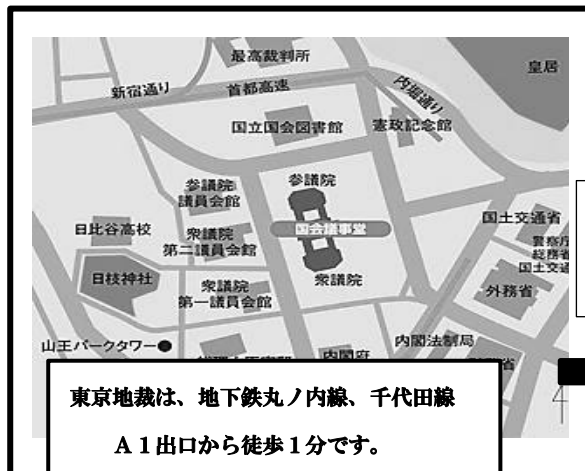 最高裁判所
皇居
新宿通り
首都高速
内堀通り
国立国会図書館
憲政記念館
参議院
議員会館
参議院
日比谷高校
衆議院
第二議員会館
国会議事堂
国土交通省
警察庁
総務省
国土交通
日枝神社
衆議院
第一議員会館
衆議院
外務省
山王パークタワー
内閣法制局
内閣府
省
東京地裁は、地下鉄丸ノ内線、千代田線
A1出口から徒歩1分です。
4